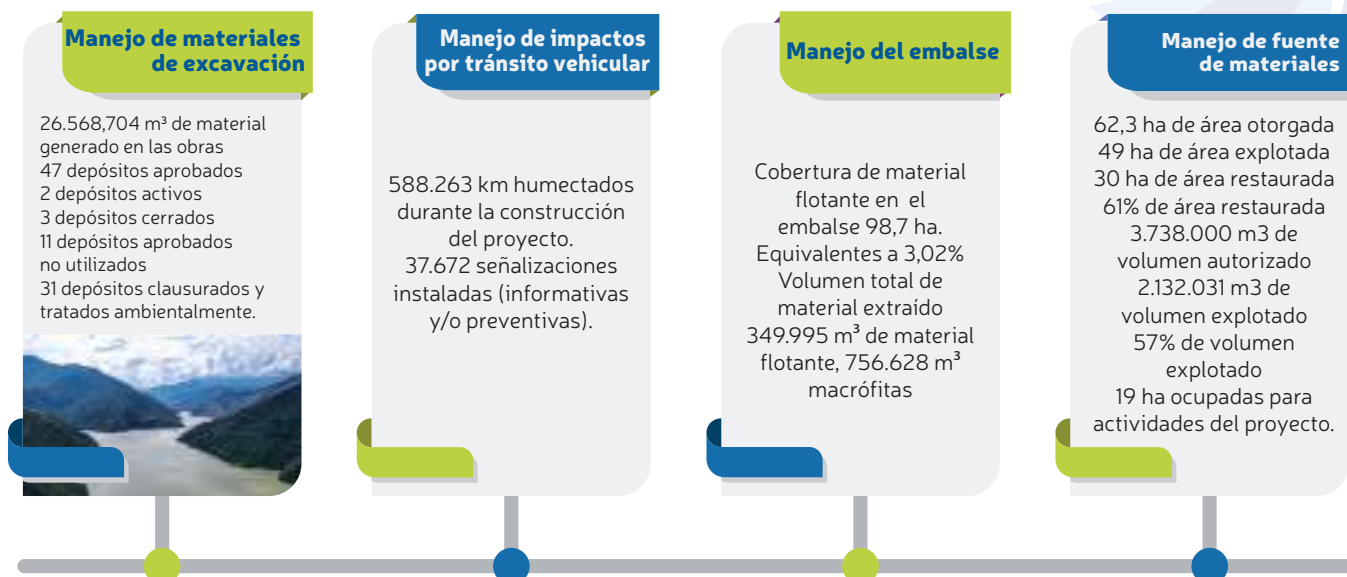 Manejo de materiales
de excavación
26.568,704 m³ de material
generado en las obras
47 depósitos aprobados
2 depósitos activos
3 depósitos cerrados
11 depósitos aprobados
no utilizados
31 depósitos clausurados y
tratados ambientalmente.
Manejo de impactos
por tránsito vehicular
588.263 km humectados
durante la construcción
del proyecto.
37.672 señalizaciones
instaladas (informativas
y/o preventivas).
Manejo del embalse
Cobertura de material
flotante en el
embalse 98,7 ha.
Equivalentes a 3,02%
Volumen total de
material extraído
349.995 m³ de material
flotante, 756.628 m³
macrófitas
Manejo de fuente
de materiales
62,3 ha de área otorgada
49 ha de área explotada
30 ha de área restaurada
61% de área restaurada
3.738.000 m3 de
volumen autorizado
2.132.031 m3 de
volumen explotado
57% de volumen
explotado
19 ha ocupadas para
actividades del proyecto.